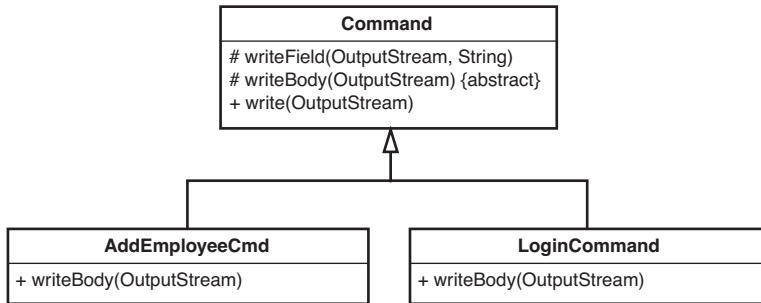 Command
# writeField(OutputStream, String)
# writeBody(OutputStream) {abstract}
+ write(OutputStream)
AddEmployeeCmd
+ writeBody(OutputStream)
LoginCommand
+ writeBody(OutputStream)